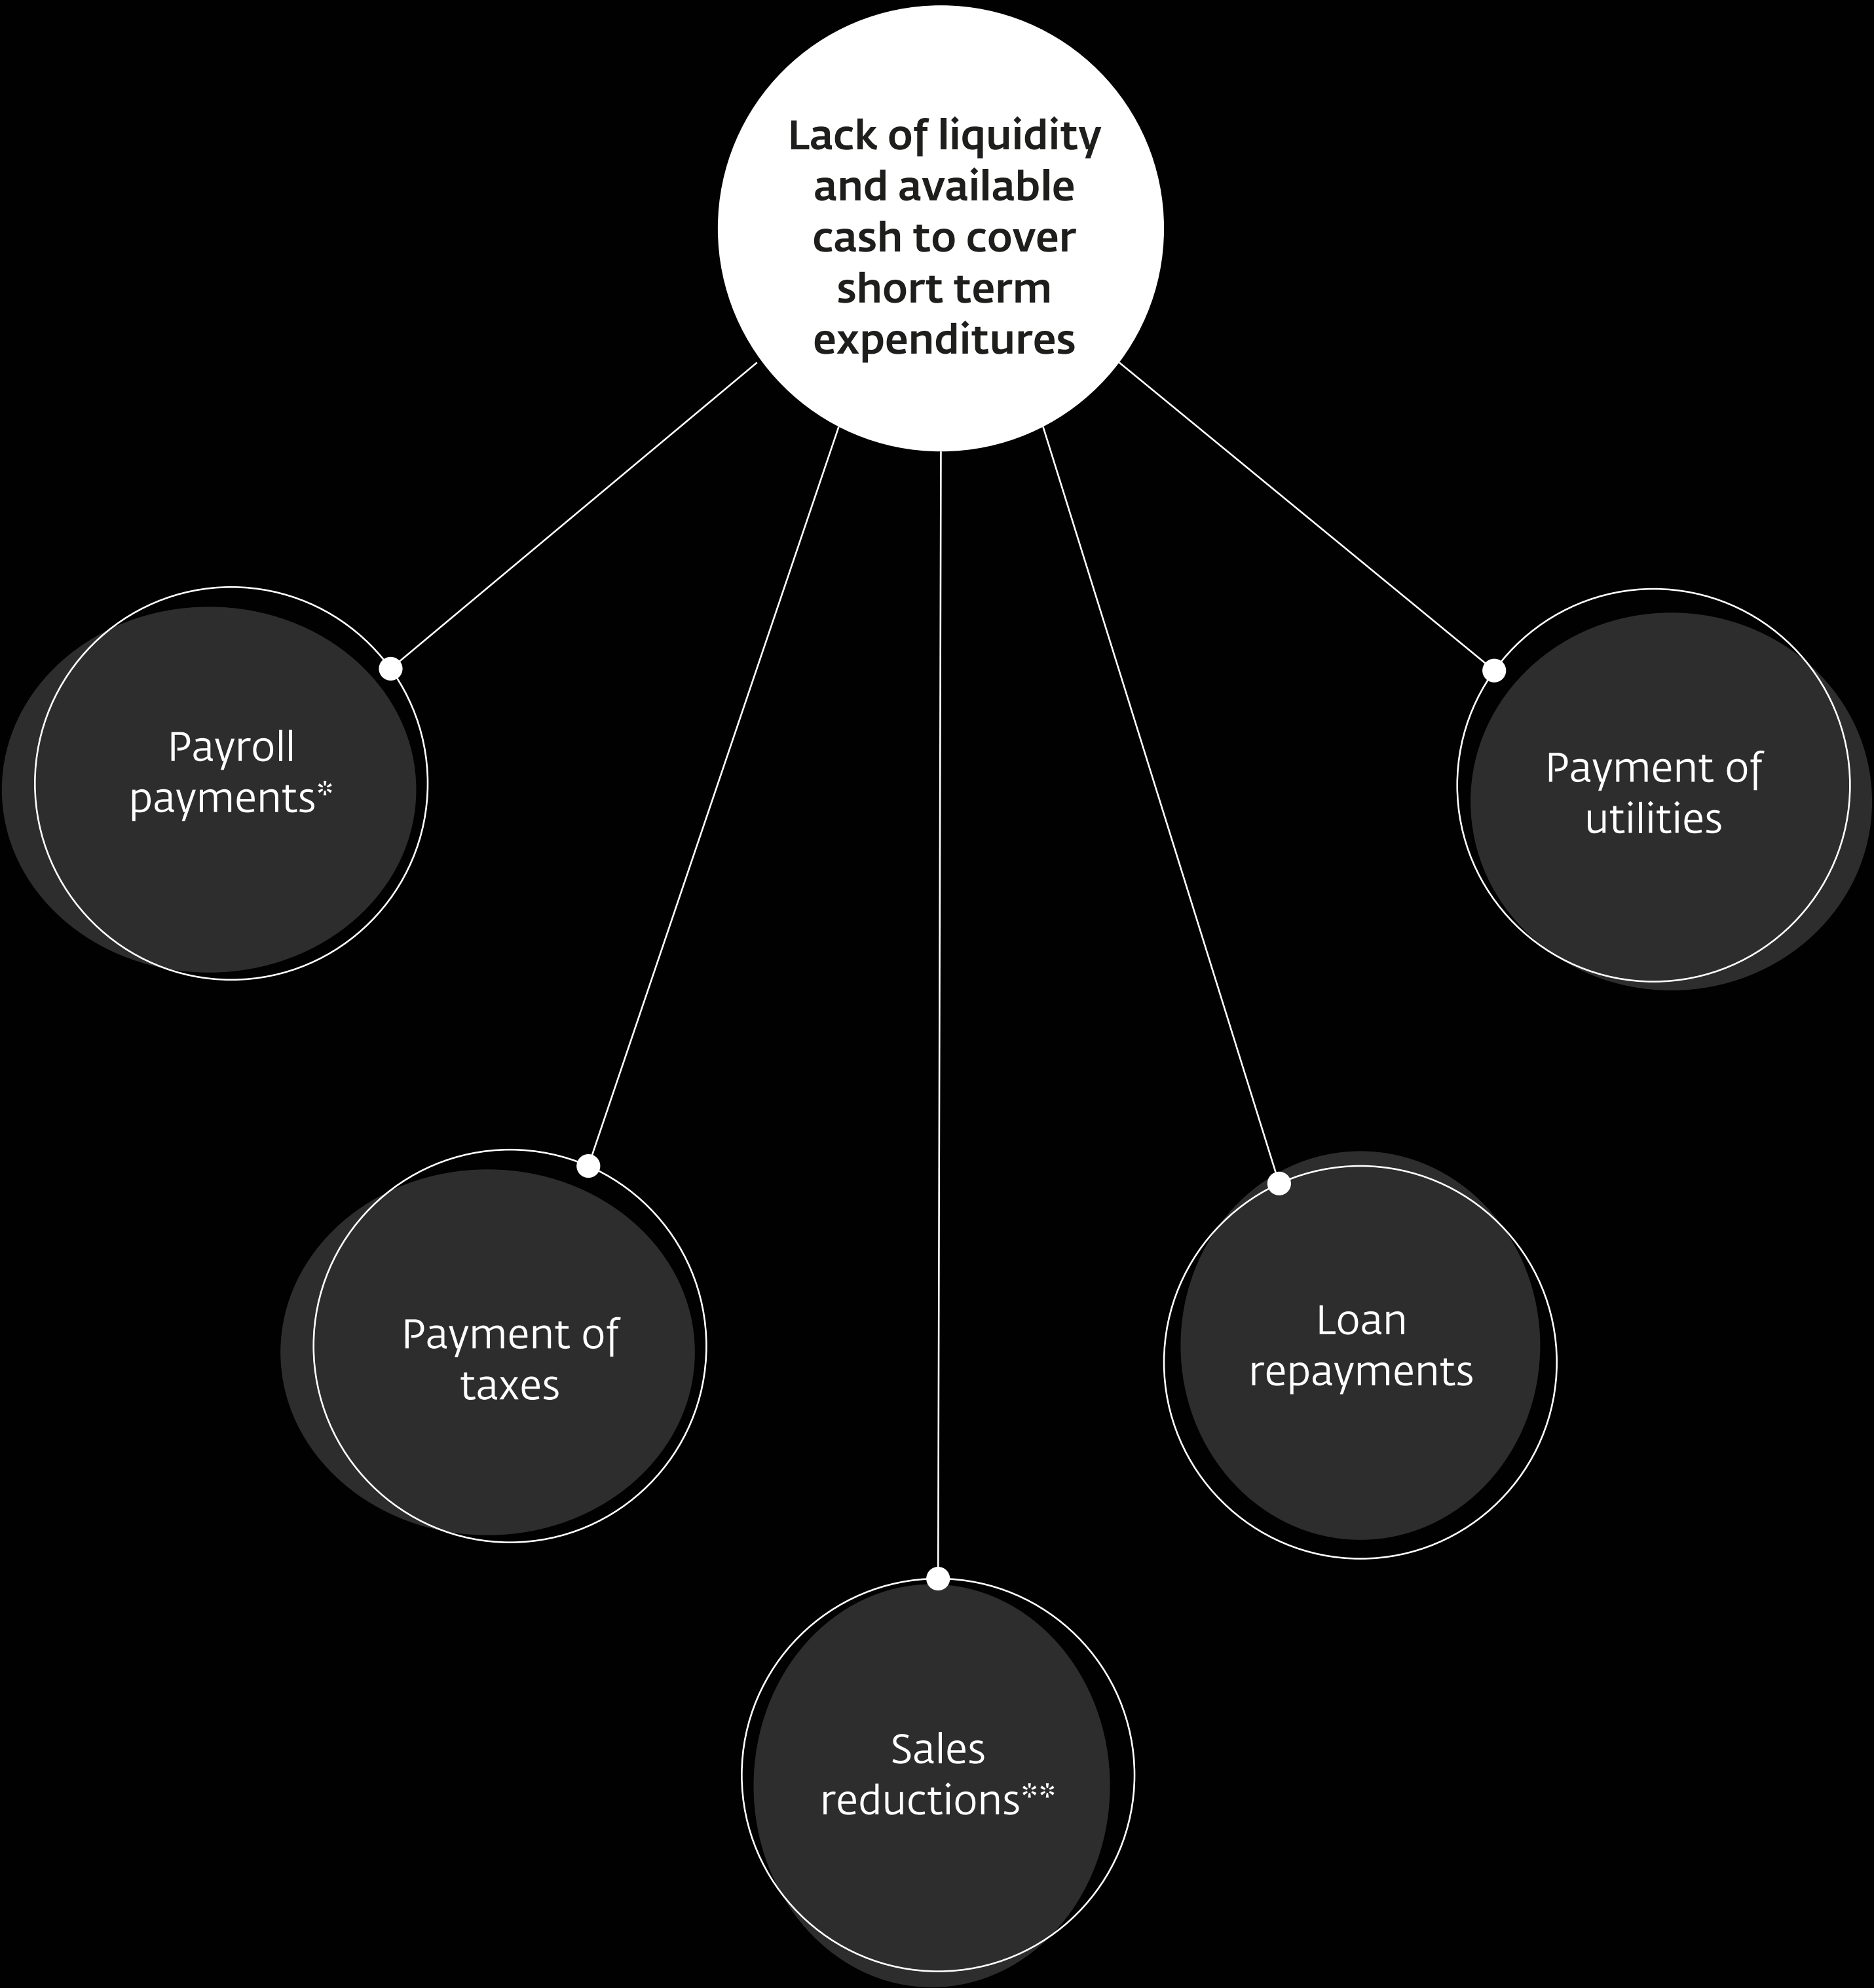 Lack of liquidity
and available
cash to cover
short term
expenditures
Payroll
payments*
Payment of
utilities
Payment of
taxes
Loan
repayments
Sales
reductions**